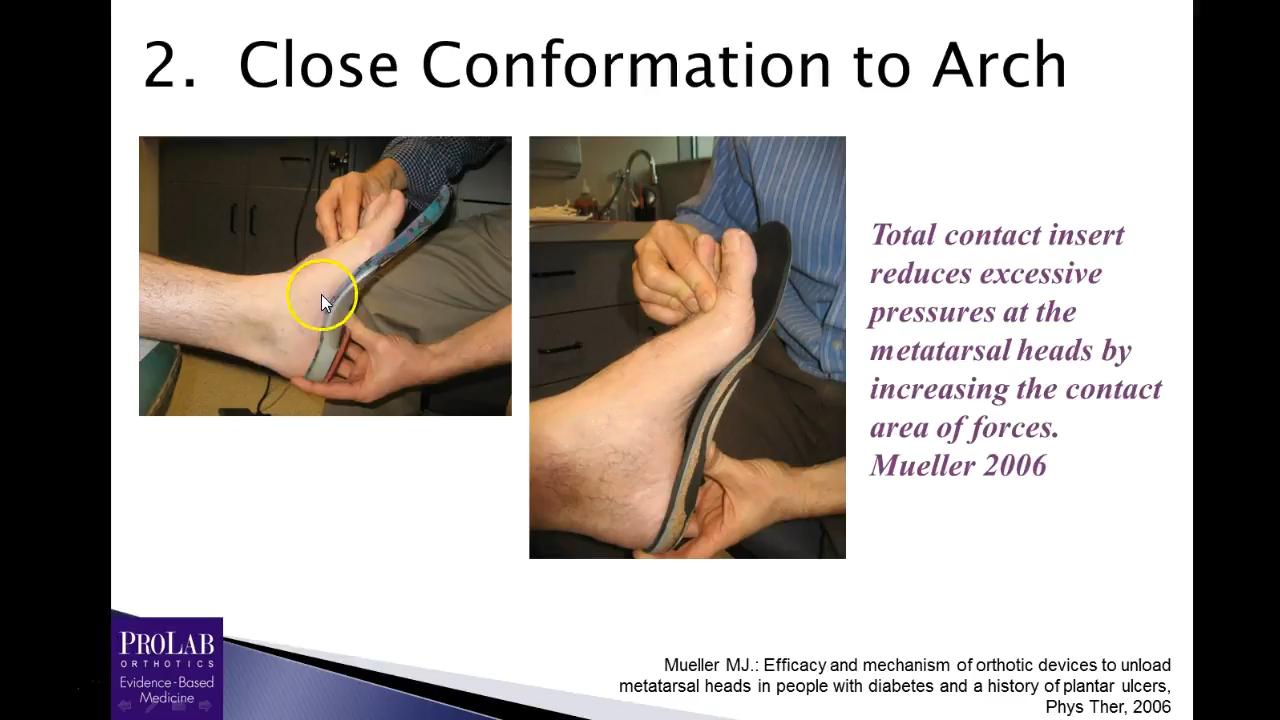 2. Close Conformation to Arch
Total contact insert
reduces excessive
pressures at the
metatarsal heads by
increasing the contact
area of forces.
Mueller 2006
PROLAB
ORTHOTICS
Evidence-Based
Medicine
Mueller MJ.: Efficacy and mechanism of orthotic devices to unload
metatarsal heads in people with diabetes and a history of plantar ulcers,
Phys Ther, 2006